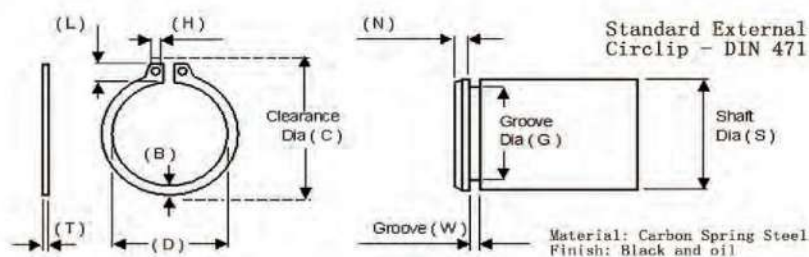 (L)
(H)
(N)
Standard External
Circlip - DIN 471
Clearance
Dia (C)
Groove
Dia (G)
Shaft
Dia (S)
(B)
(T)
(D)
Groove (W)
Material: Carbon Spring Steel
Finish: Black and oil